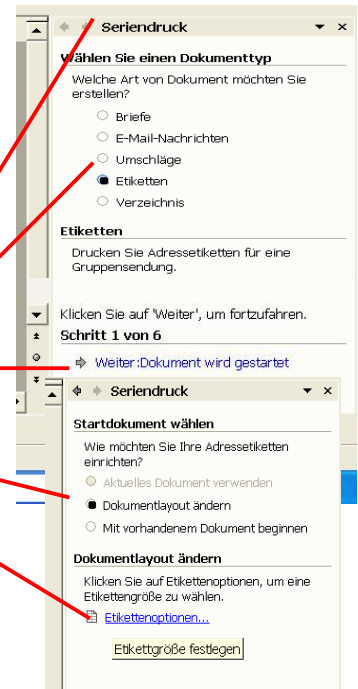 Seriendruck
Wählen Sie einen Dokumenttyp
Welche Art von Dokument möchten Sie
erstellen?
Briefe
E-Mail-Nachrichten
Umschläge
Etiketten
Verzeichnis
Etiketten
Drucken Sie Adressetiketten für eine
Gruppensendung.
Klicken Sie auf 'Weiter', um fortzufahren.
Schritt 1 von 6
Weiter:Dokument wird gestartet
Seriendruck
Startdokument wählen
Wie möchten Sie Ihre Adressetiketten
einrichten?
Aktuelles Dokument verwenden
Dokumentlayout ändern
Mit vorhandenem Dokument beginnen
Dokumentlayout ändern
Klicken Sie auf Etikettenoptionen, um eine
Etikettengröße zu wählen.
Etikettenoptionen...
Etikettgröße festlegen